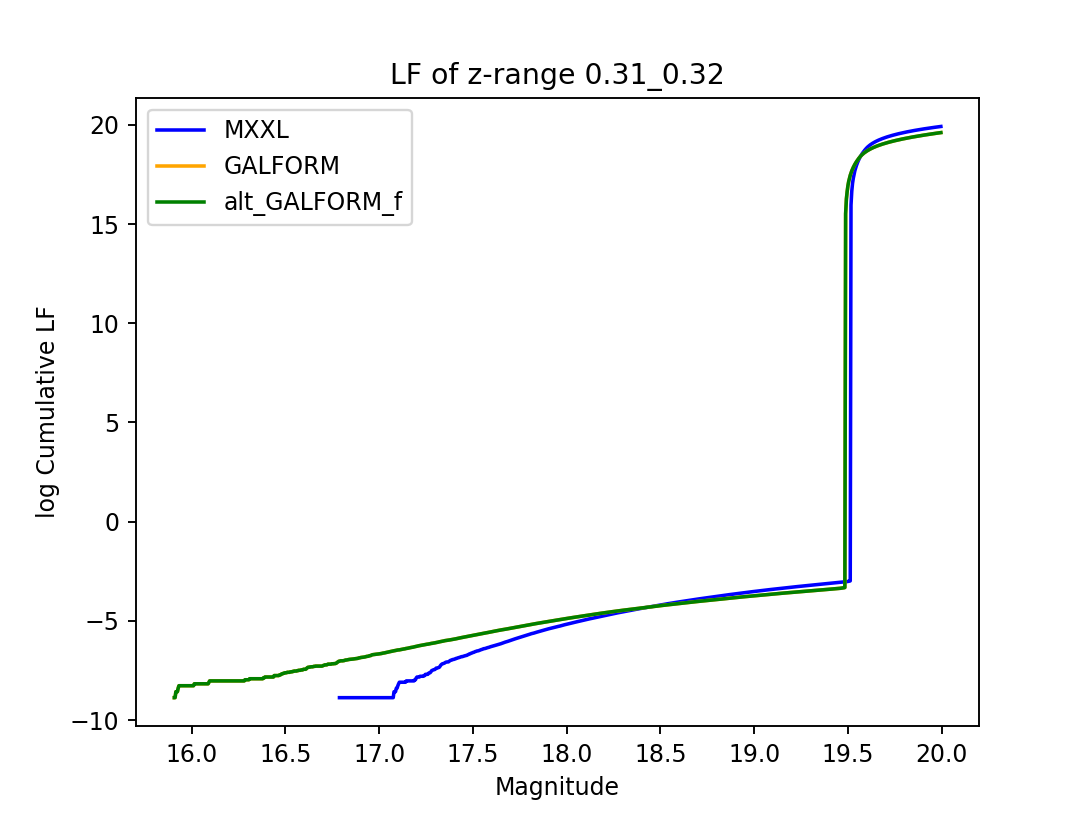 LF of z-range 0.31_0.32
MXXL
GALFORM
alt_GALFORM_f
20
15
10
5
0
−5
−10
log Cumulative LF
16.0 16.5 17.0 17.5 18.0 18.5 19.0 19.5 20.0
Magnitude